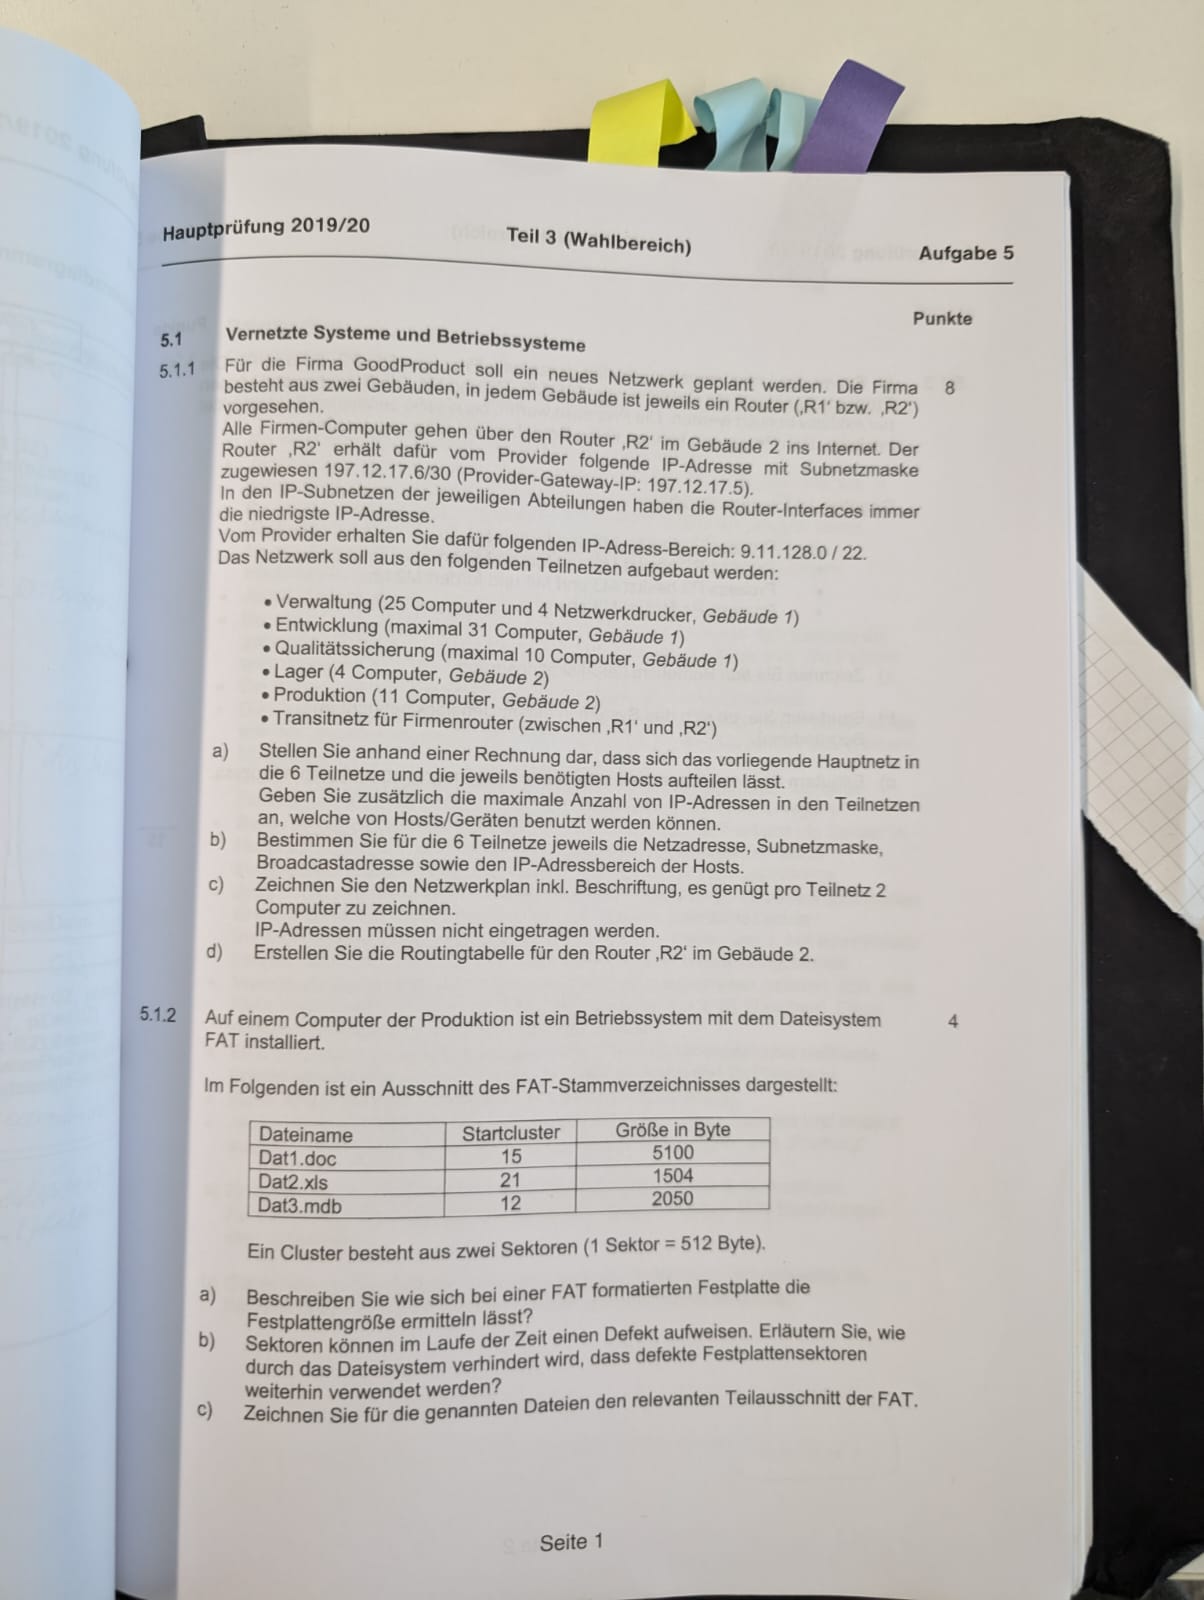 Hauptprüfung 2019/20 Teil 3 (Wahlbereich) Aufgabe 5
Punkte
5.1 Vernetzte Systeme und Betriebssysteme
5.1.1 Für die Firma GoodProduct soll ein neues Netzwerk geplant werden. Die Firma 8
besteht aus zwei Gebäuden, in jedem Gebäude ist jeweils ein Router (‚R1‘ bzw. ‚R2‘)
vorgesehen.
Alle Firmen-Computer gehen über den Router ‚R2‘ im Gebäude 2 ins Internet. Der
Router ‚R2‘ erhält dafür vom Provider folgende IP-Adresse mit Subnetzmaske
zugewiesen 197.12.17.6/30 (Provider-Gateway-IP: 197.12.17.5).
In den IP-Subnetzen der jeweiligen Abteilungen haben die Router-Interfaces immer
die niedrigste IP-Adresse.
Vom Provider erhalten Sie dafür folgenden IP-Adress-Bereich: 9.11.128.0 / 22.
Das Netzwerk soll aus den folgenden Teilnetzen aufgebaut werden:
• Verwaltung (25 Computer und 4 Netzwerkdrucker, Gebäude 1)
• Entwicklung (maximal 31 Computer, Gebäude 1)
• Qualitätssicherung (maximal 10 Computer, Gebäude 1)
• Lager (4 Computer, Gebäude 2)
• Produktion (11 Computer, Gebäude 2)
• Transitnetz für Firmenrouter (zwischen ‚R1‘ und ‚R2‘)
a) Stellen Sie anhand einer Rechnung dar, dass sich das vorliegende Hauptnetz in
die 6 Teilnetze und die jeweils benötigten Hosts aufteilen lässt.
Geben Sie zusätzlich die maximale Anzahl von IP-Adressen in den Teilnetzen
an, welche von Hosts/Geräten benutzt werden können.
b) Bestimmen Sie für die 6 Teilnetze jeweils die Netzadresse, Subnetzmaske,
Broadcastadresse sowie den IP-Adressbereich der Hosts.
c) Zeichnen Sie den Netzwerkplan inkl. Beschriftung, es genügt pro Teilnetz 2
Computer zu zeichnen.
IP-Adressen müssen nicht eingetragen werden.
d) Erstellen Sie die Routingtabelle für den Router ‚R2‘ im Gebäude 2.
5.1.2 Auf einem Computer der Produktion ist ein Betriebssystem mit dem Dateisystem 4
FAT installiert.
Im Folgenden ist ein Ausschnitt des FAT-Stammverzeichnisses dargestellt:
Dateiname Startcluster Größe in Byte
Dat1.doc 15 5100
Dat2.xls 21 1504
Dat3.mdb 12 2050
Ein Cluster besteht aus zwei Sektoren (1 Sektor = 512 Byte).
a) Beschreiben Sie wie sich bei einer FAT formatierten Festplatte die
Festplattengröße ermitteln lässt?
b) Sektoren können im Laufe der Zeit einen Defekt aufweisen. Erläutern Sie, wie
durch das Dateisystem verhindert wird, dass defekte Festplattensektoren
weiterhin verwendet werden?
c) Zeichnen Sie für die genannten Dateien den relevanten Teilausschnitt der FAT.
Seite 1